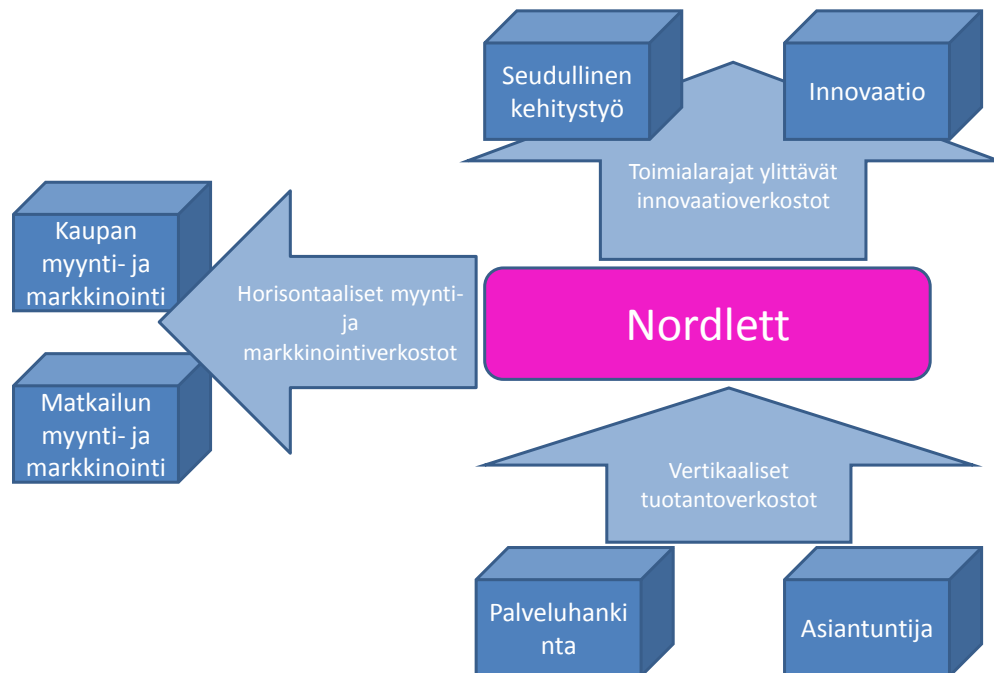 Seudullinen
kehitystyö
Innovaatio
Toimialarajat ylittävät
innovaatioverkostot
Kaupan
myynti- ja
markkinointi
Horisontaaliset myynti-
ja
markkinointiverkostot
Nordlett
Matkailun
myynti- ja
markkinointi
Vertikaaliset
tuotantoverkostot
Palveluhanki
nta
Asiantuntija